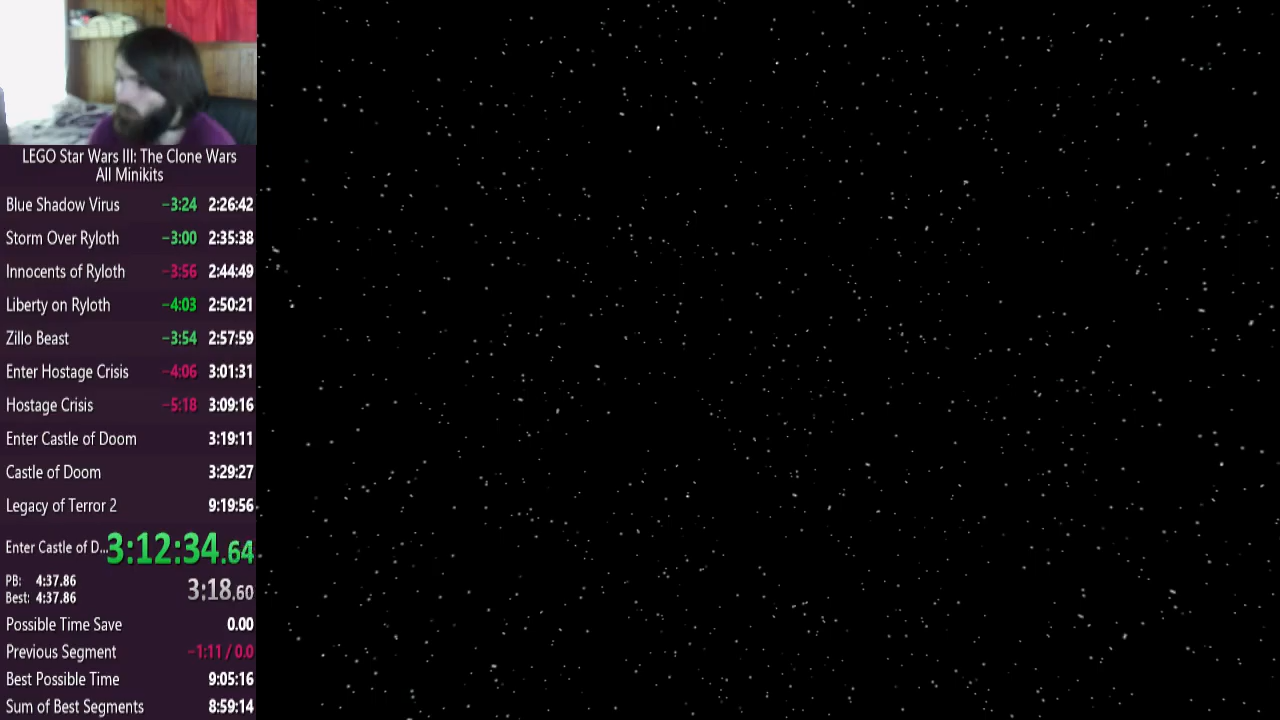 LEGO Star Wars III: The Clone Wars
All Minikits
Blue Shadow Virus −3:24 2:26:42
Storm Over Ryloth −3:00 2:35:38
Innocents of Ryloth −3:56 2:44:49
Liberty on Ryloth −4:03 2:50:21
Zillo Beast −3:54 2:57:59
Enter Hostage Crisis −4:06 3:01:31
Hostage Crisis −5:18 3:09:16
Enter Castle of Doom 3:19:11
Castle of Doom 3:29:27
Legacy of Terror 2 9:19:56
Enter Castle of D... 3:12:34.64
PB: 4:37.86
Best: 4:37.86 3:18.60
Possible Time Save 0.00
Previous Segment −1:11 / 0.0
Best Possible Time 9:05:16
Sum of Best Segments 8:59:14